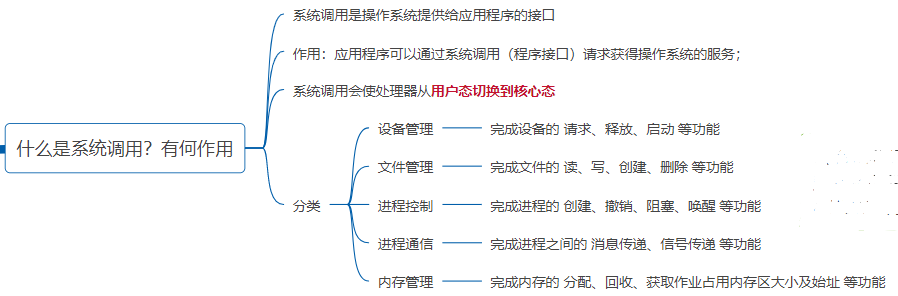 系统调用是操作系统提供给应用程序的接口
作用：应用程序可以通过系统调用（程序接口）请求获得操作系统的服务；
系统调用会使处理器从用户态切换到核心态
什么是系统调用？有何作用
分类
设备管理 完成设备的 请求、释放、启动 等功能
文件管理 完成文件的 读、写、创建、删除 等功能
进程控制 完成进程的 创建、撤销、阻塞、唤醒 等功能
进程通信 完成进程之间的 消息传递、信号传递 等功能
内存管理 完成内存的 分配、回收、获取作业占用内存区大小及始址 等功能